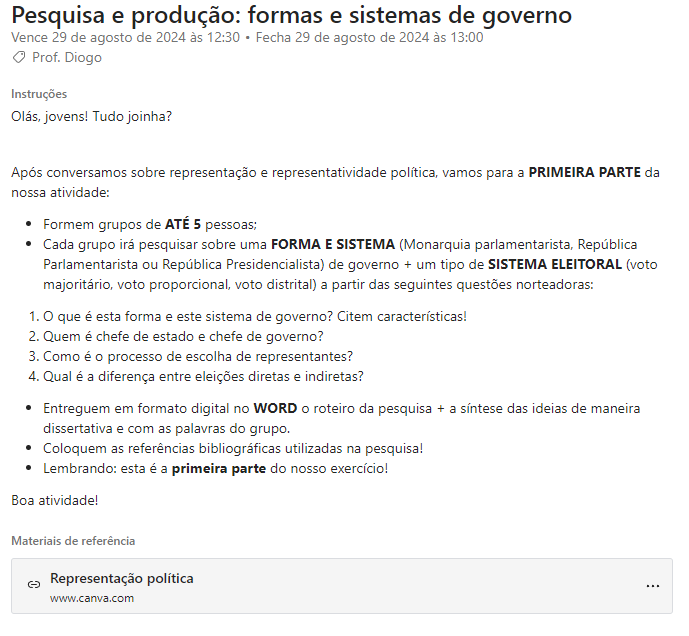 Pesquisa e produção: formas e sistemas de governo
Vence 29 de agosto de 2024 às 12:30 • Fecha 29 de agosto de 2024 às 13:00
Prof. Diogo
Instruções
Olás, jovens! Tudo joinha?
Após conversamos sobre representação e representatividade política, vamos para a PRIMEIRA PARTE da
nossa atividade:
• Formem grupos de ATÉ 5 pessoas;
• Cada grupo irá pesquisar sobre uma FORMA E SISTEMA (Monarquia parlamentarista, República
Parlamentarista ou República Presidencialista) de governo + um tipo de SISTEMA ELEITORAL (voto
majoritário, voto proporcional, voto distrital) a partir das seguintes questões norteadoras:
1. O que é esta forma e este sistema de governo? Citem características!
2. Quem é chefe de estado e chefe de governo?
3. Como é o processo de escolha de representantes?
4. Qual é a diferença entre eleições diretas e indiretas?
• Entreguem em formato digital no WORD o roteiro da pesquisa + a síntese das ideias de maneira
dissertativa e com as palavras do grupo.
• Coloquem as referências bibliográficas utilizadas na pesquisa!
• Lembrando: esta é a primeira parte do nosso exercício!
Boa atividade!
Materiais de referência
Representação política
www.canva.com